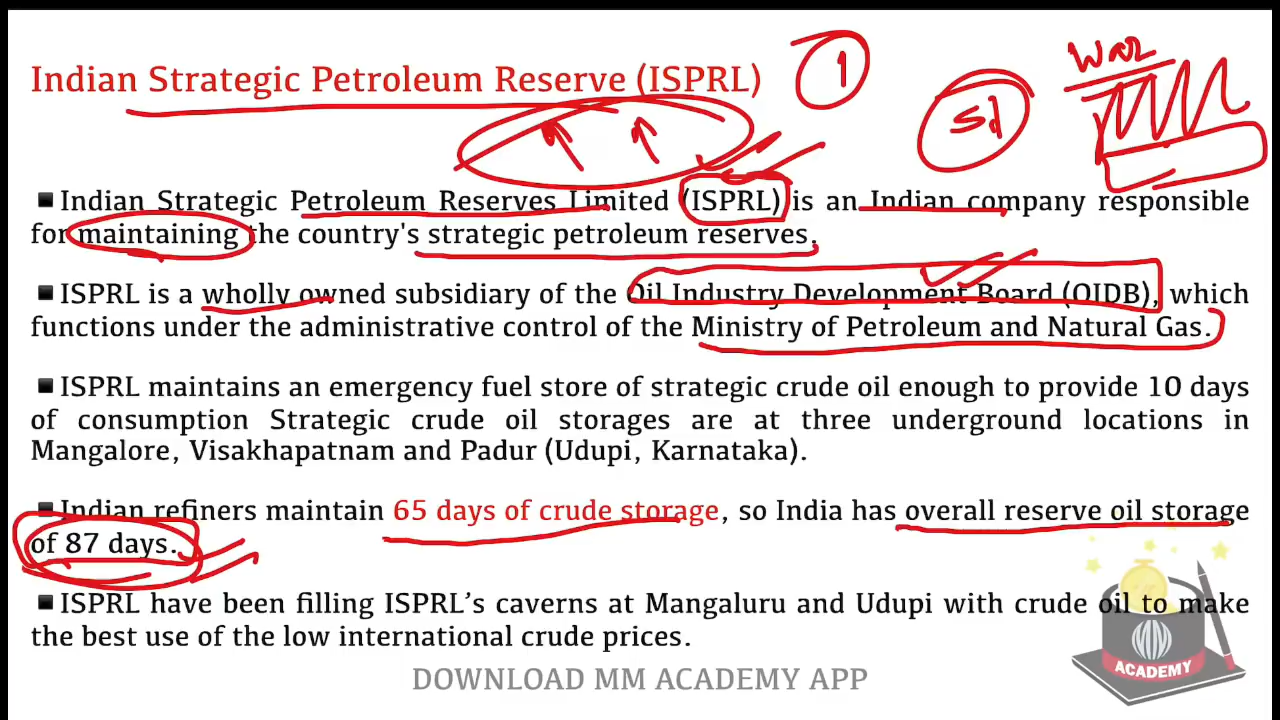 Indian Strategic Petroleum Reserve (ISPRL)
1
War
Indian Strategic Petroleum Reserves Limited (ISPRL) is an Indian company responsible
for maintaining the country's strategic petroleum reserves.
ISPRL is a wholly owned subsidiary of the Oil Industry Development Board (OIDB), which
functions under the administrative control of the Ministry of Petroleum and Natural Gas.
ISPRL maintains an emergency fuel store of strategic crude oil enough to provide 10 days
of consumption Strategic crude oil storages are at three underground locations in
Mangalore, Visakhapatnam and Padur (Udupi, Karnataka).
Indian refiners maintain 65 days of crude storage, so India has overall reserve oil storage
of 87 days.
ISPRL have been filling ISPRL’s caverns at Mangaluru and Udupi with crude oil to make
the best use of the low international crude prices.
ACADEMY
DOWNLOAD MM ACADEMY APP